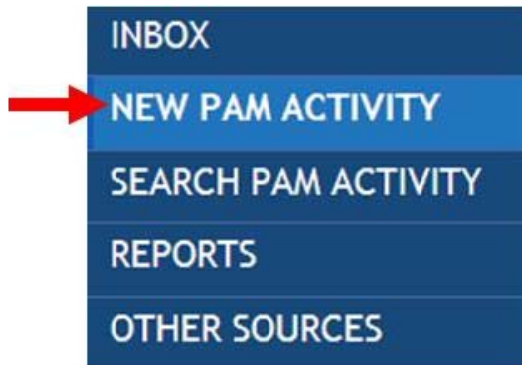 INBOX
NEW PAM ACTIVITY
SEARCH PAM ACTIVITY
REPORTS
OTHER SOURCES